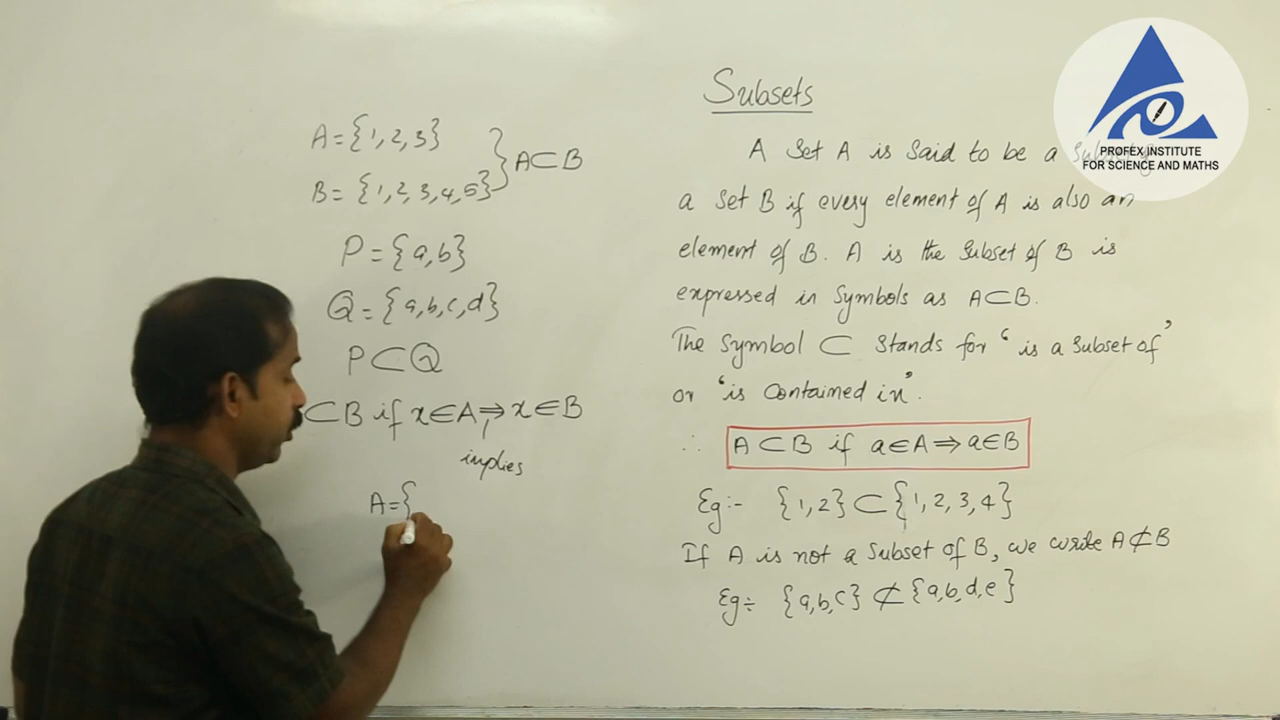 A={1,2,3}
B={1,2,3,4,5}
} A⊂B
P={a,b}
Q={a,b,c,d}
P⊂Q
⊂B if x∈A⇒x∈B
implies
A={
Subsets
A Set A is Said to be a
a Set B if every element of A is also an
element of B. A is the Subset of B is
expressed in Symbols as A⊂B.
The Symbol ⊂ Stands for ‘is a Subset of’
or ‘is Contained in’.
∴ A⊂B if a∈A⇒a∈B
Eg:- {1,2}⊂{1,2,3,4}
If A is not a Subset of B, we write A⊄B
Eg÷ {a,b,c}⊄{a,b,d,e}
PROFEX INSTITUTE
FOR SCIENCE AND MATHS